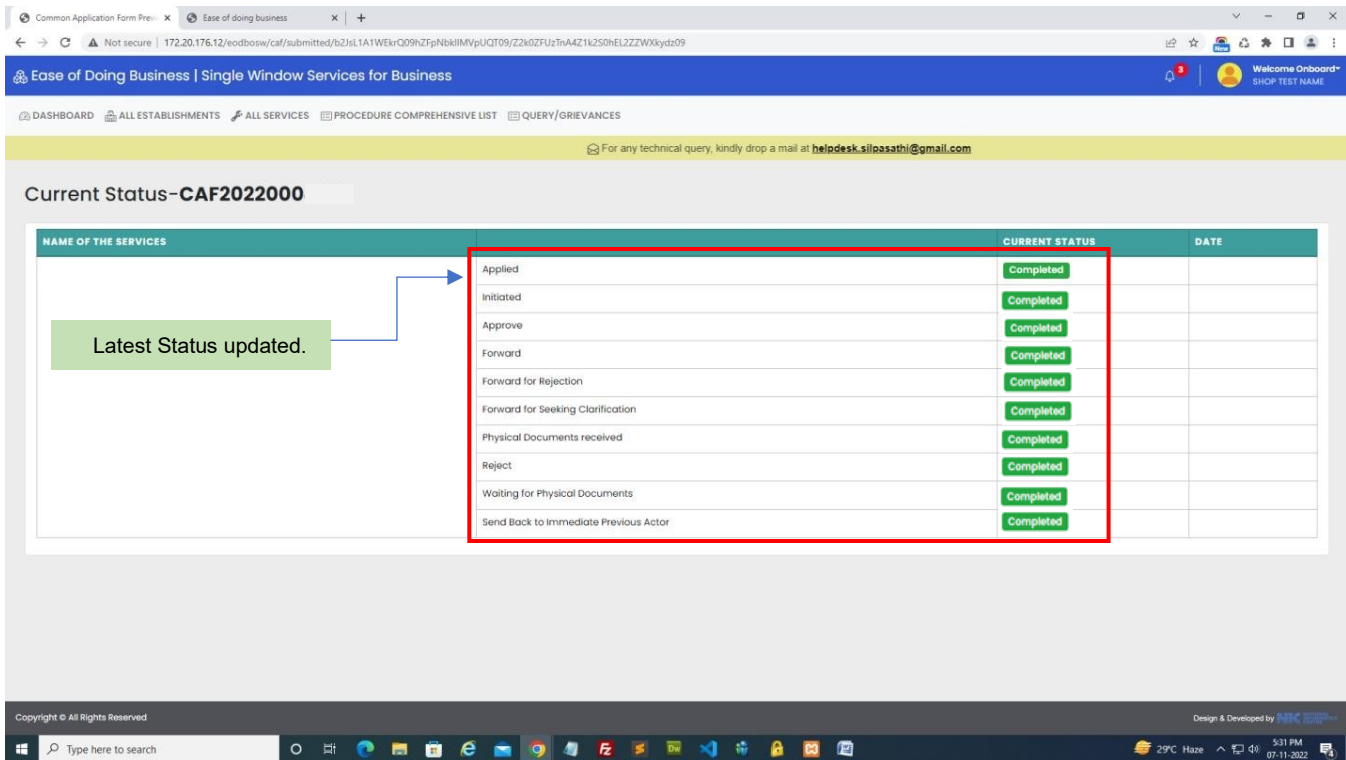 Common Application Form Prev
Ease of doing business
Not secure | 172.20.176.12/eodbosw/caf/submitted/b2JsL1A1WEkrQ09hZFpNbklIMVpUQT09/Z2k0ZFUzTnA4Z1k2S0hEL2ZZWXkydz09
New
Ease of Doing Business | Single Window Services for Business
3
Welcome Onboard
SHOP TEST NAME
DASHBOARD ALL ESTABLISHMENTS ALL SERVICES PROCEDURE COMPREHENSIVE LIST QUERY/GRIEVANCES
For any technical query, kindly drop a mail at helpdesk.silpasathi@gmail.com
Current Status-CAF2022000
NAME OF THE SERVICES CURRENT STATUS DATE
Applied Completed
Initiated Completed
Approve Completed
Latest Status updated.
Forward Completed
Forward for Rejection Completed
Forward for Seeking Clarification Completed
Physical Documents received Completed
Reject Completed
Waiting for Physical Documents Completed
Send Back to Immediate Previous Actor Completed
Copyright © All Rights Reserved
Design & Developed by NIC
Type here to search
29°C Haze
5:31 PM
07-11-2022